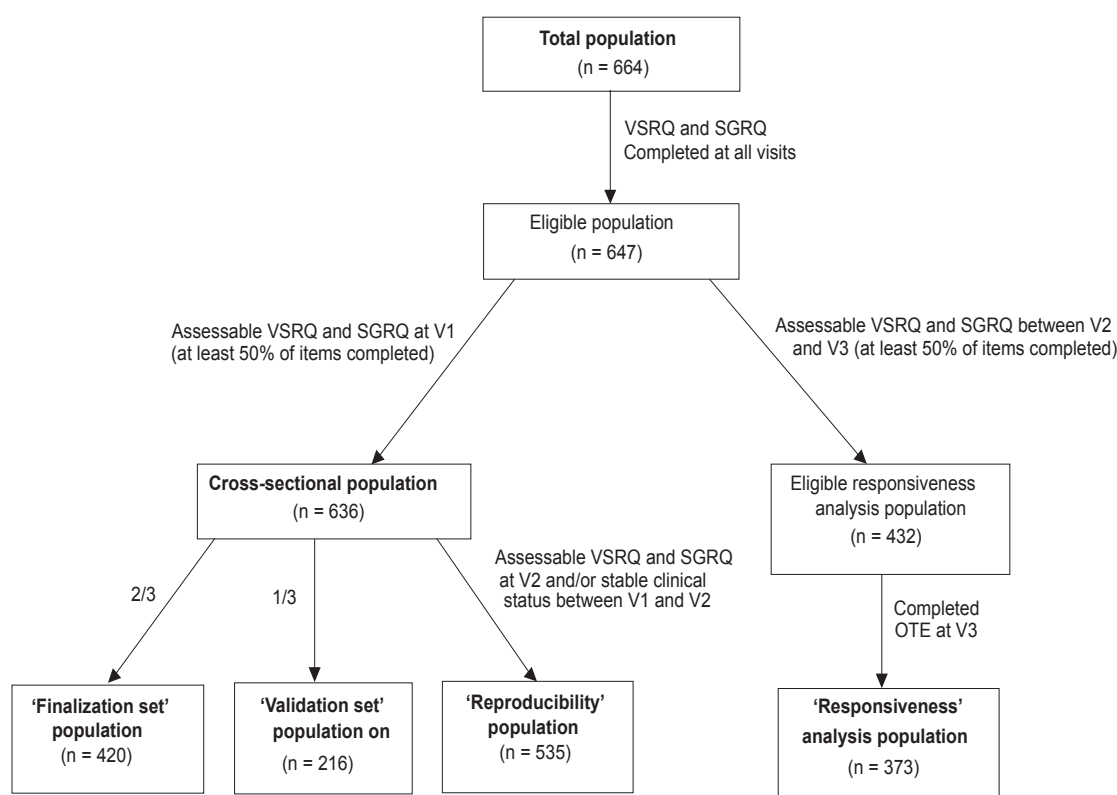 Total population
(n = 664)
VSRQ and SGRQ
Completed at all visits
Eligible population
(n = 647)
Assessable VSRQ and SGRQ at V1
(at least 50% of items completed)
Assessable VSRQ and SGRQ between V2
and V3 (at least 50% of items completed)
Cross-sectional population
(n = 636)
Eligible responsiveness
analysis population
(n = 432)
2/3
1/3
Assessable VSRQ and SGRQ
at V2 and/or stable clinical
status between V1 and V2
Completed
OTE at V3
‘Finalization set’
population
(n = 420)
‘Validation set’
population on
(n = 216)
‘Reproducibility’
population
(n = 535)
‘Responsiveness’
analysis population
(n = 373)